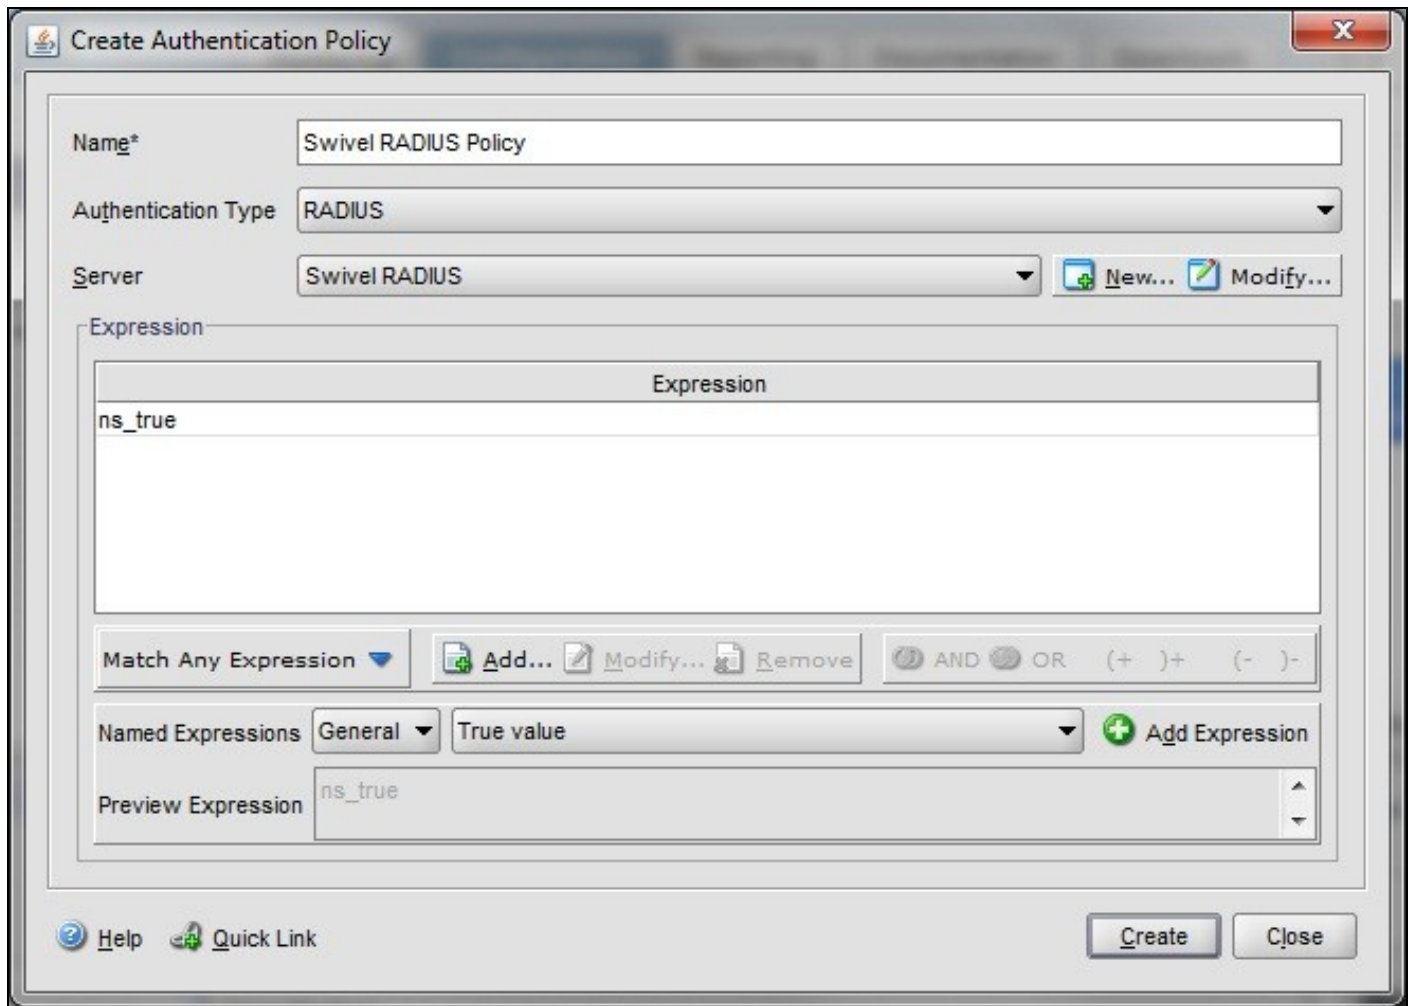 Create Authentication Policy
Name*
Swivel RADIUS Policy
Authentication Type
RADIUS
Server
Swivel RADIUS
New...
Modify...
Expression
Expression
ns_true
Match Any Expression
Add...
Modify...
Remove
AND
OR
(+
)+
(-
)-
Named Expressions
General
True value
Add Expression
Preview Expression
ns_true
Help
Quick Link
Create
Close